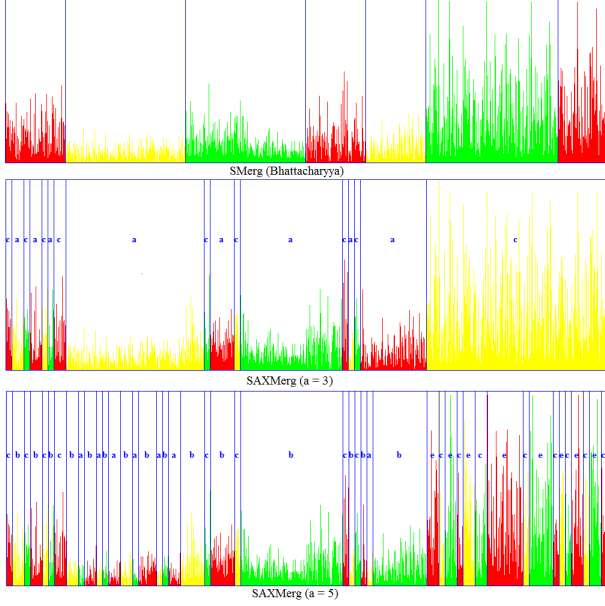 SMerg (Bhattacharyya)
c a c a c a c a c a c a c a c a c
SAXMerg (a = 3)
c b c b c b c b a b a b a b a b a b a b c b c b c b c b a b e c e c e c e c e c e c e c e c
SAXMerg (a = 5)